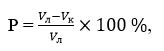 Р = (Vл−Vк)/Vл × 100 %,